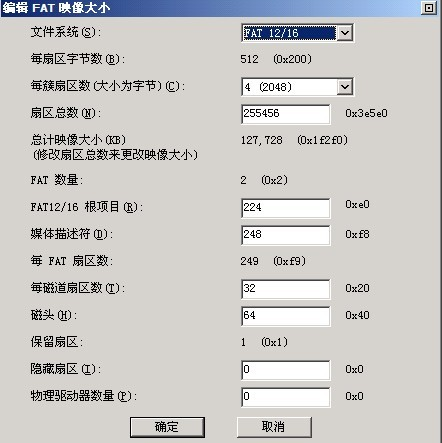 编辑 FAT 映像大小
文件系统(S): FAT 12/16
每扇区字节数(B): 512 (0x200)
每簇扇区数(大小为字节)(C): 4 (2048)
扇区总数(N): 255456 0x3e5e0
总计映像大小(KB) 127,728 (0x1f2f0)
(修改扇区总数来更改映像大小)
FAT 数量: 2 (0x2)
FAT12/16 根项目(R): 224 0xe0
媒体描述符(D): 248 0xf8
每 FAT 扇区数: 249 (0xf9)
每磁道扇区数(T): 32 0x20
磁头(H): 64 0x40
保留扇区: 1 (0x1)
隐藏扇区(I): 0 0x0
物理驱动器数量(P): 0 0x0
确定 取消